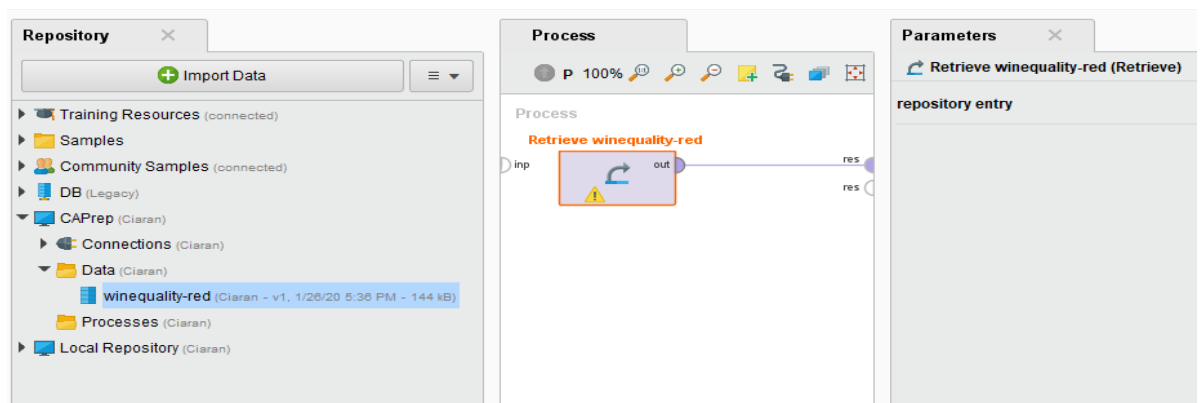 Repository
Import Data
Training Resources (connected)
Samples
Community Samples (connected)
DB (Legacy)
CAPrep (Ciaran)
Connections (Ciaran)
Data (Ciaran)
winequality-red (Ciaran - v1, 1/26/20 5:36 PM - 144 kB)
Processes (Ciaran)
Local Repository (Ciaran)
Process
P 100%
Process
Retrieve winequality-red
inp out res
res
Parameters
Retrieve winequality-red (Retrieve)
repository entry